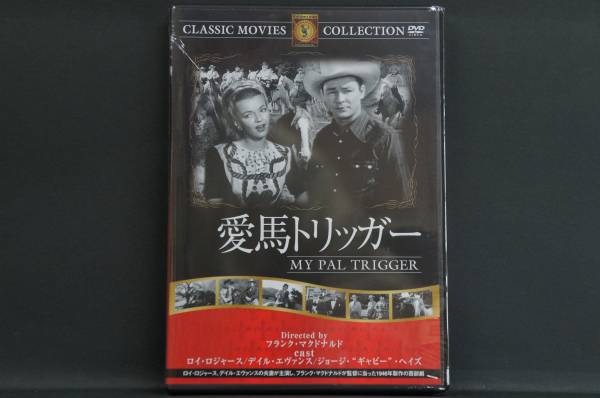 CLASSIC MOVIES COLLECTION DVD
VIDEO
愛馬トリッガー
MY PAL TRIGGER
Directed by
フランク・マクドナルド
cast
ロイ・ロジャース/デイル・エヴァンス/ジョージ・“ギャビー”・ヘイズ
ロイ・ロジャース、デイル・エヴァンスの夫妻が主演し、フランク・マクドナルドが監督に当った1946年製作の西部劇